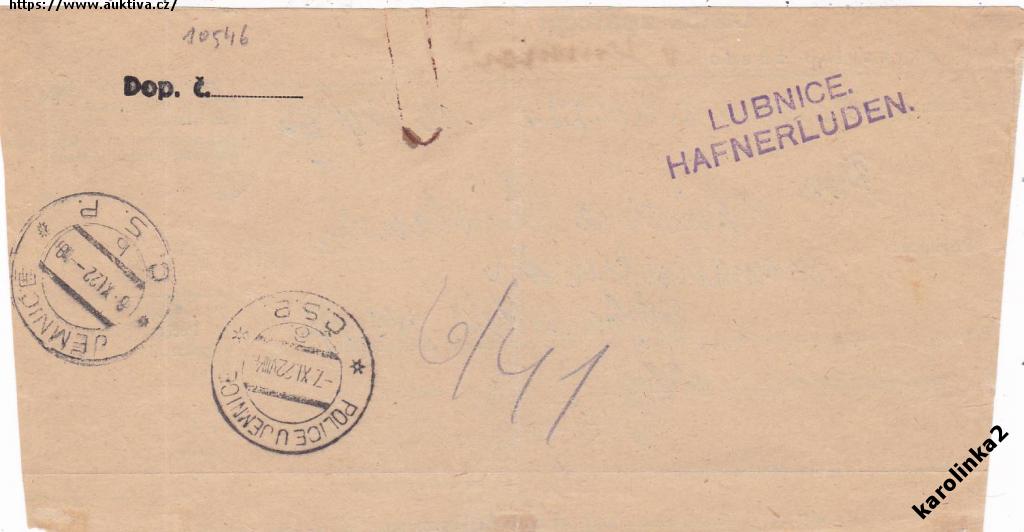 https://www.auktiva.cz/
10546
Dop. č.
LUBNICE.
HAFNERLUDEN.
JEMNICE
Č.S.P.
b
8. XI 22
POLICE U JEMNICE
Č.S.P.
-7. XI. 22
6/41
karolinka2